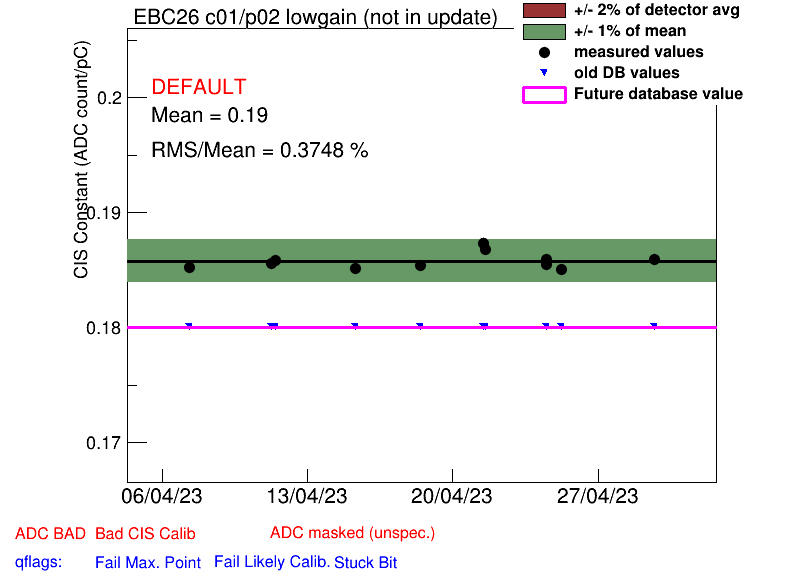 EBC26 c01/p02 lowgain (not in update)
+/- 2% of detector avg
+/- 1% of mean
measured values
old DB values
Future database value
DEFAULT
Mean = 0.19
RMS/Mean = 0.3748 %
CIS Constant (ADC count/pC)
0.2
0.19
0.18
0.17
06/04/23 13/04/23 20/04/23 27/04/23
ADC BAD Bad CIS Calib ADC masked (unspec.)
qflags: Fail Max. Point Fail Likely Calib. Stuck Bit